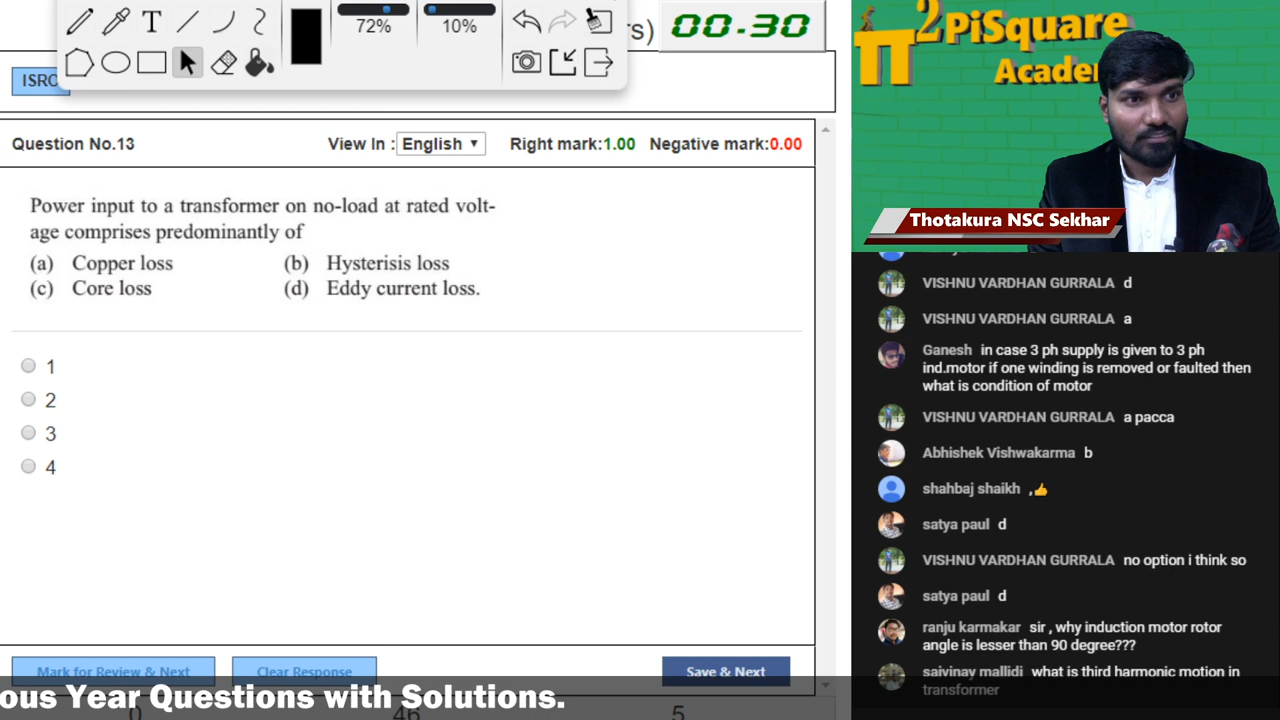 72%
10%
rs)
00.30
ISRO
Question No.13
View In :
English
Right mark:1.00
Negative mark:0.00
Power input to a transformer on no-load at rated volt-
age comprises predominantly of
(a) Copper loss
(b) Hysterisis loss
(c) Core loss
(d) Eddy current loss.
1
2
3
4
Mark for Review & Next
Clear Response
Save & Next
ous Year Questions with Solutions.
0
46
5
π2 PiSquare
Academ
Thotakura NSC Sekhar
VISHNU VARDHAN GURRALA d
VISHNU VARDHAN GURRALA a
Ganesh in case 3 ph supply is given to 3 ph
ind.motor if one winding is removed or faulted then
what is condition of motor
VISHNU VARDHAN GURRALA a pacca
Abhishek Vishwakarma b
shahbaj shaikh ,👍
satya paul d
VISHNU VARDHAN GURRALA no option i think so
satya paul d
ranju karmakar sir , why induction motor rotor
angle is lesser than 90 degree???
saivinay mallidi what is third harmonic motion in
transformer